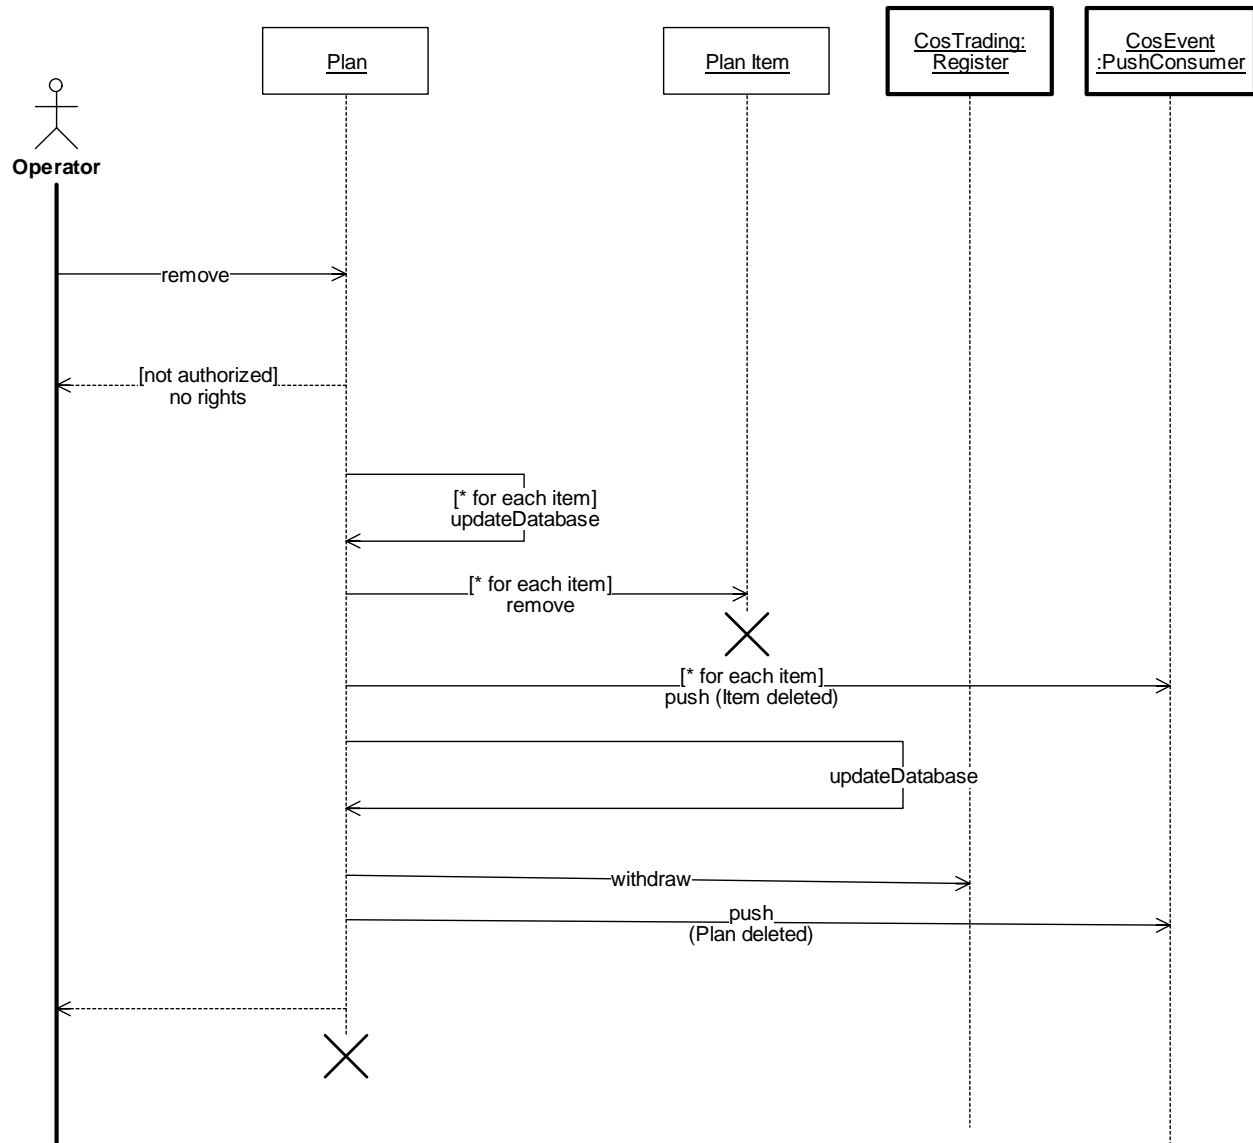 Plan
Plan Item
CosTrading:
Register
CosEvent
:PushConsumer
Operator
remove
[not authorized]
no rights
[* for each item]
updateDatabase
[* for each item]
remove
[* for each item]
push (Item deleted)
updateDatabase
withdraw
push
(Plan deleted)